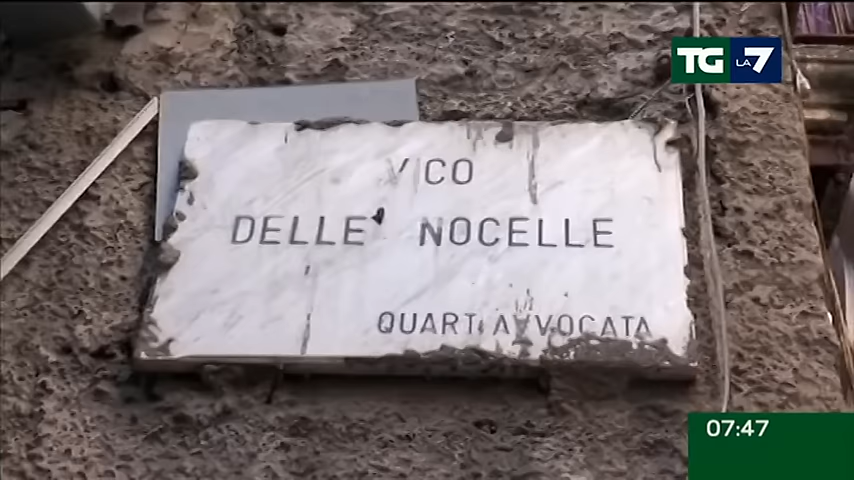 TG LA 7
VICO
DELLE NOCELLE
QUART. AVVOCATA
07:47